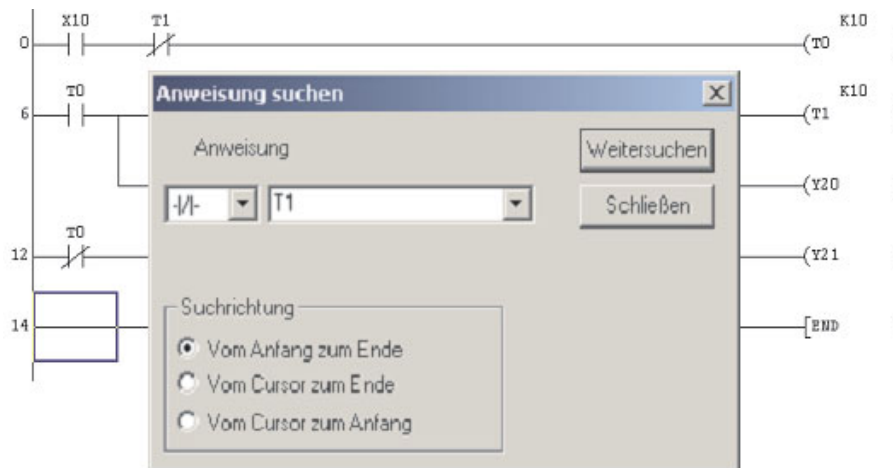 X10 T1 K10
0 (T0
T0 K10
6 (T1
(Y20
T0
12 (Y21
14 [END
Anweisung suchen
Anweisung
Weitersuchen
-|/|- T1
Schließen
Suchrichtung
Vom Anfang zum Ende
Vom Cursor zum Ende
Vom Cursor zum Anfang